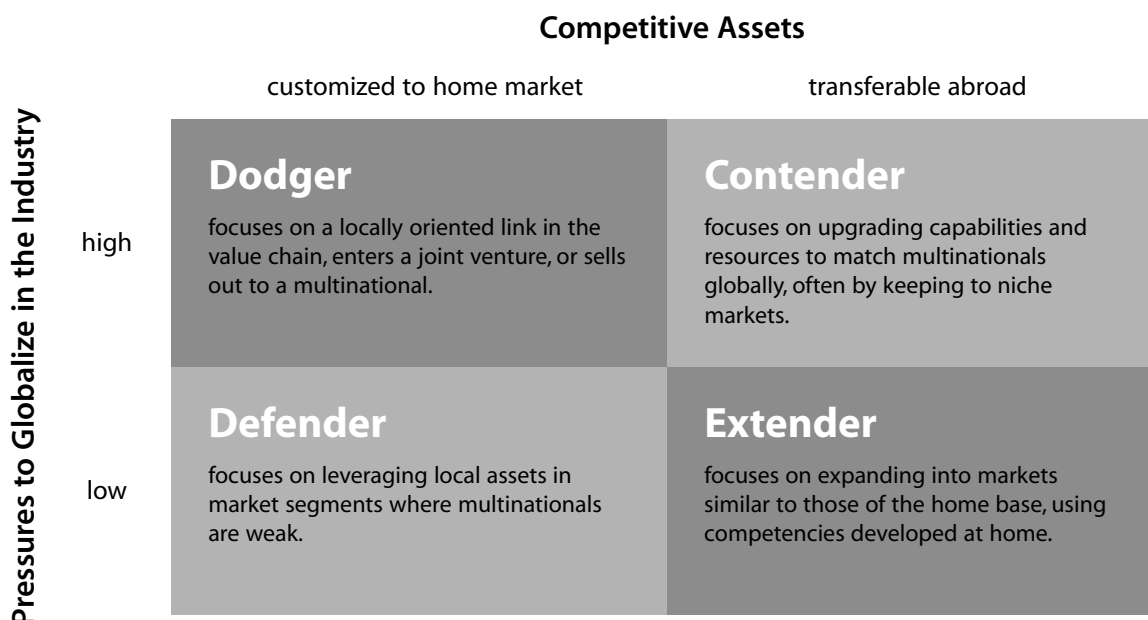 Competitive Assets
customized to home market
transferable abroad
Pressures to Globalize in the Industry
high
Dodger
focuses on a locally oriented link in the
value chain, enters a joint venture, or sells
out to a multinational.
Contender
focuses on upgrading capabilities and
resources to match multinationals
globally, often by keeping to niche
markets.
low
Defender
focuses on leveraging local assets in
market segments where multinationals
are weak.
Extender
focuses on expanding into markets
similar to those of the home base, using
competencies developed at home.